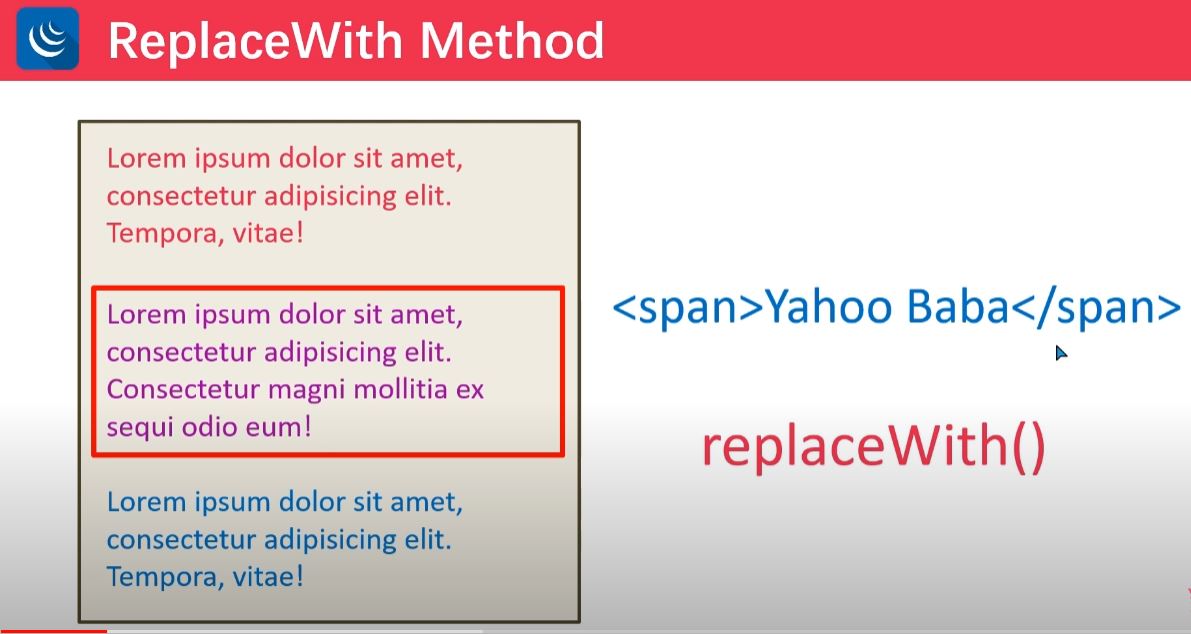 ReplaceWith Method
Lorem ipsum dolor sit amet,
consectetur adipisicing elit.
Tempora, vitae!
Lorem ipsum dolor sit amet,
consectetur adipisicing elit.
Consectetur magni mollitia ex
sequi odio eum!
Lorem ipsum dolor sit amet,
consectetur adipisicing elit.
Tempora, vitae!
<span>Yahoo Baba</span>
replaceWith()